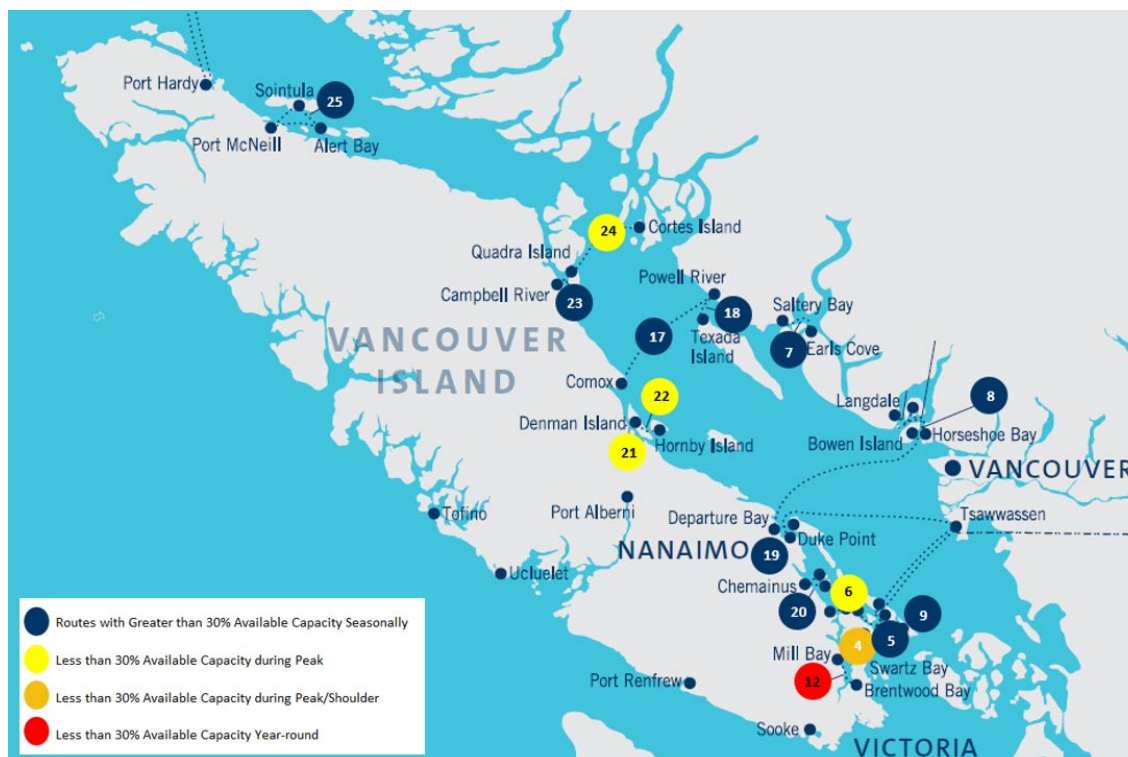 Port Hardy
Sointula
25
Port McNeill
Alert Bay
24
Cortes Island
Quadra Island
Campbell River
23
Powell River
18
Saltery Bay
17
Texada
Island
7
Earls Cove
VANCOUVER
ISLAND
Comox
22
Langdale
8
Denman Island
Hornby Island
Bowen Island
Horseshoe Bay
21
VANCOUVER
Port Alberni
Tofino
Departure Bay
Tsawwassen
Duke Point
NANAIMO
19
Ucluelet
Chemainus
6
20
9
5
4
Mill Bay
Swartz Bay
12
Brentwood Bay
Port Renfrew
Sooke
VICTORIA
Routes with Greater than 30% Available Capacity Seasonally
Less than 30% Available Capacity during Peak
Less than 30% Available Capacity during Peak/Shoulder
Less than 30% Available Capacity Year-round